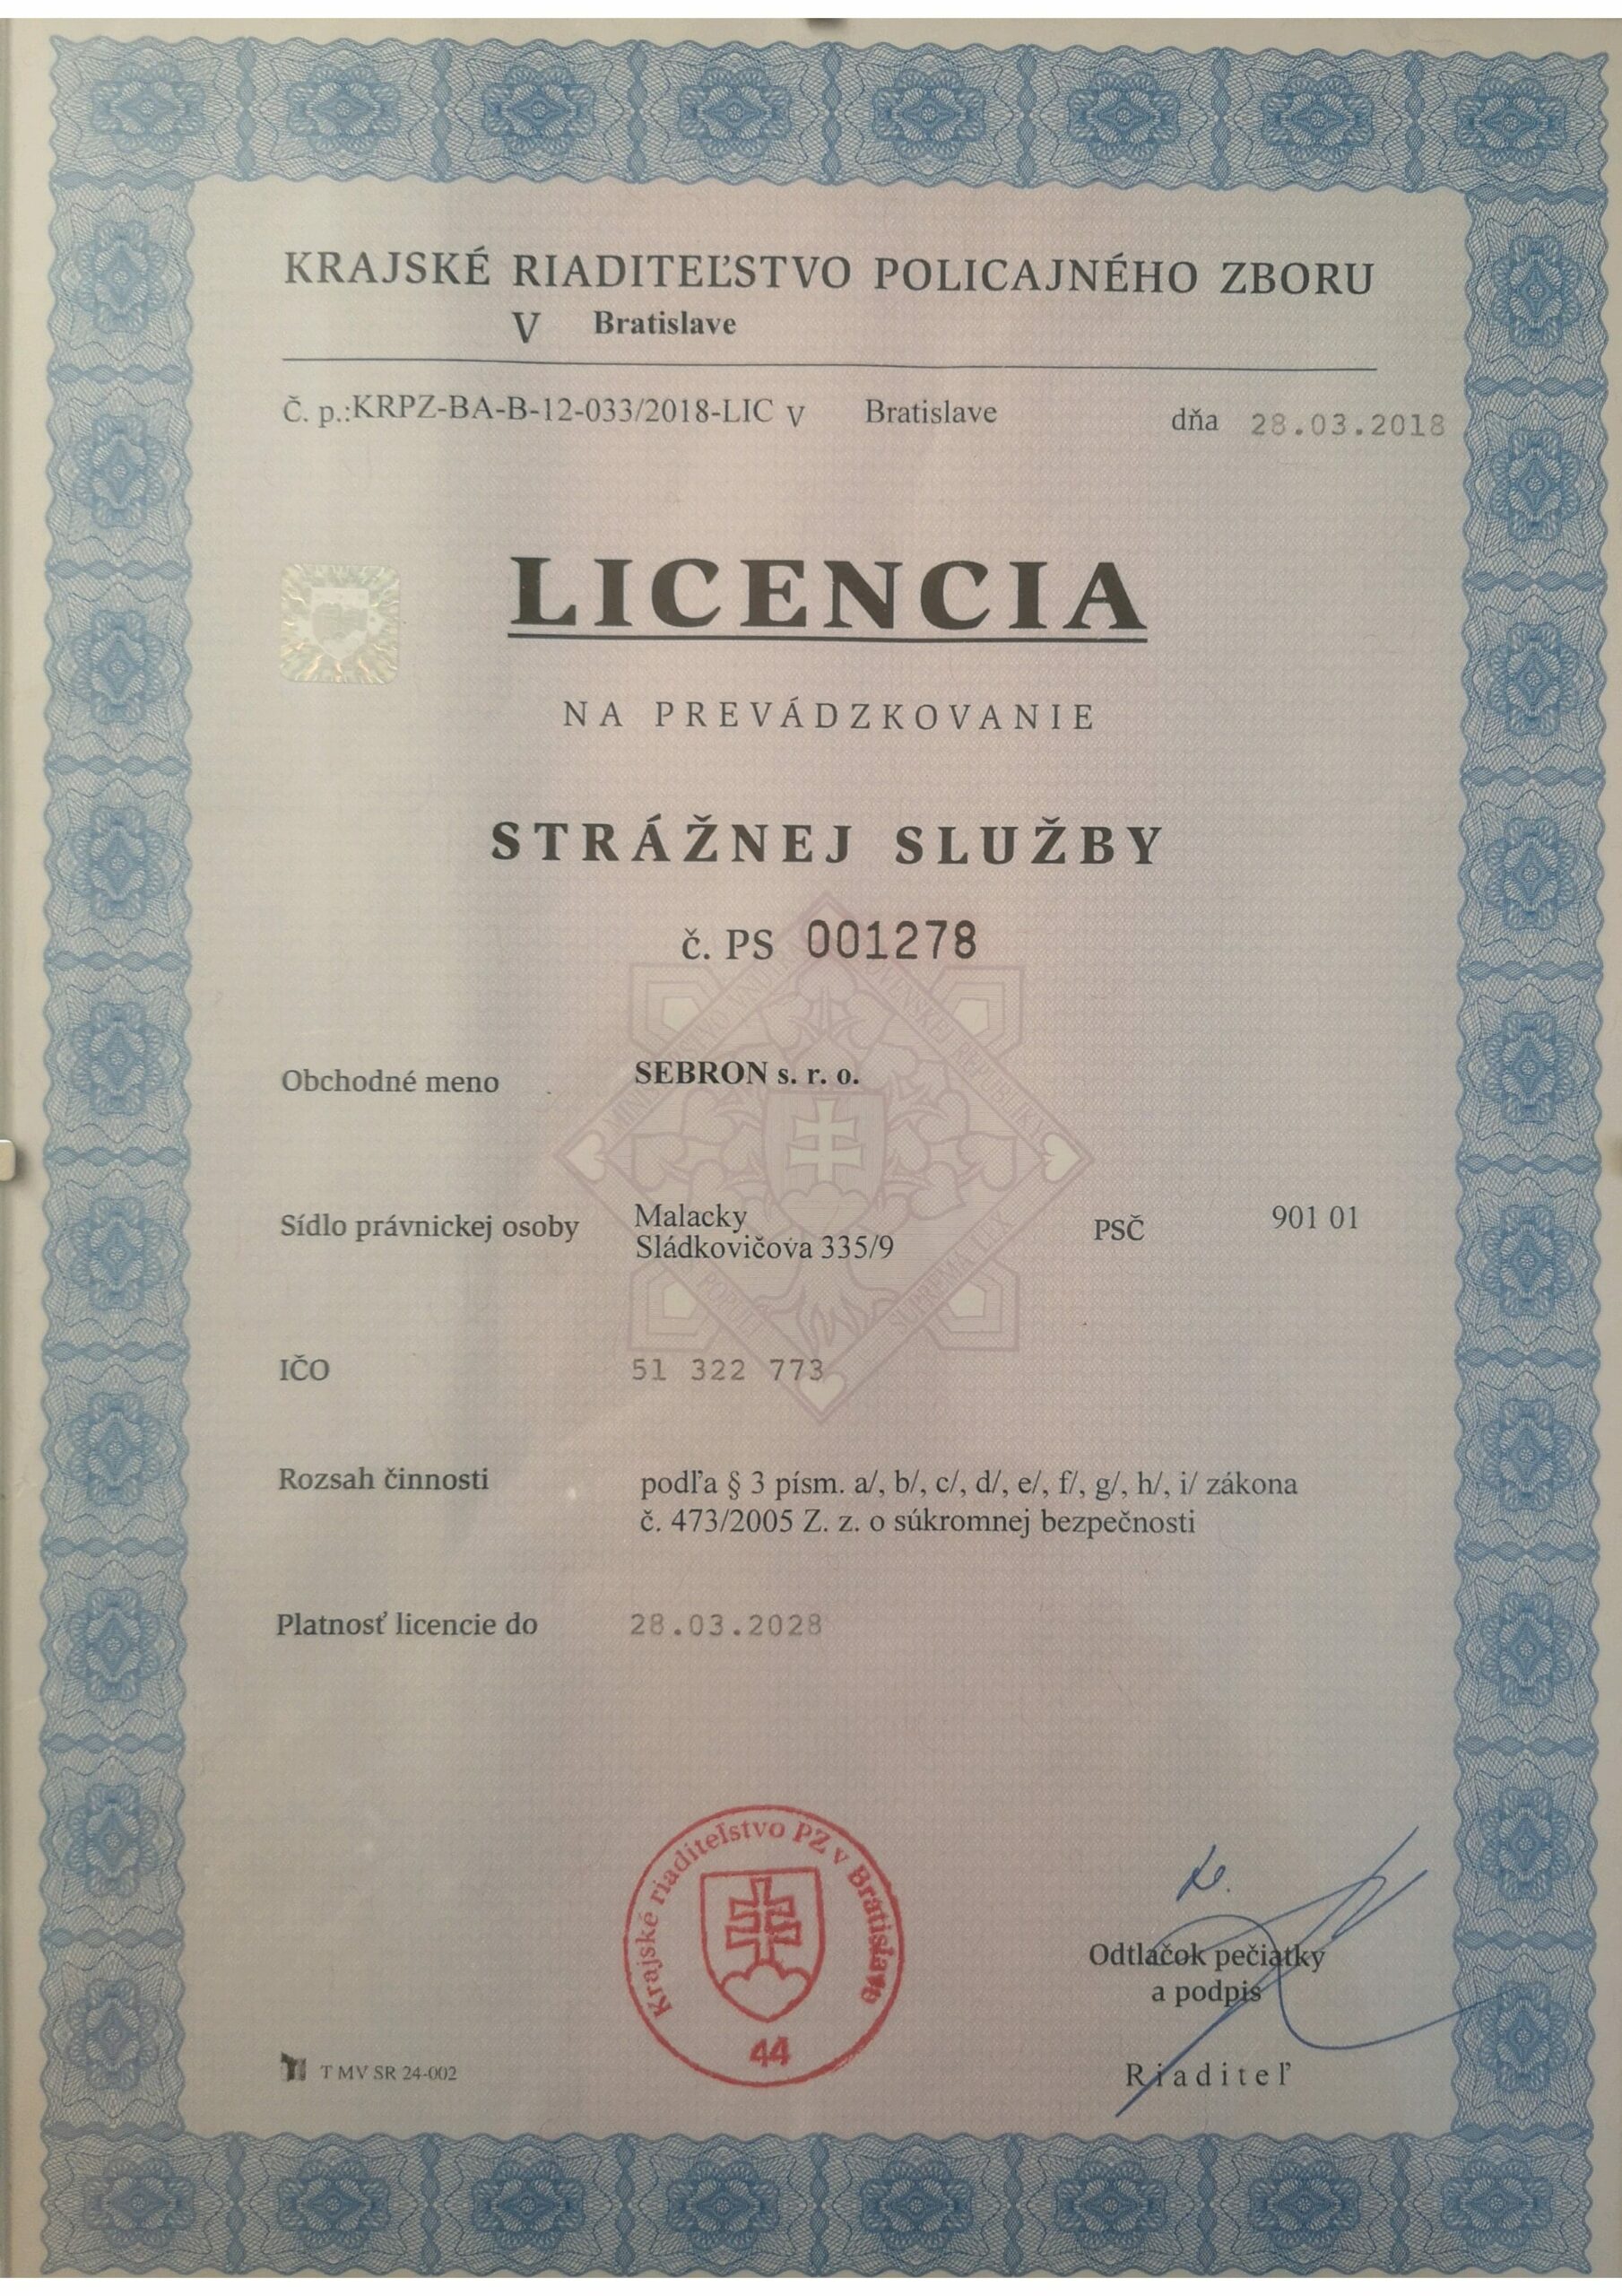 KRAJSKÉ RIADITEĽSTVO POLICAJNÉHO ZBORU
V Bratislave
Č. p.:KRPZ-BA-B-12-033/2018-LIC v Bratislave dňa 28.03.2018
LICENCIA
NA PREVÁDZKOVANIE
STRÁŽNEJ SLUŽBY
č. PS 001278
Obchodné meno SEBRON s. r. o.
Sídlo právnickej osoby Malacky PSČ 901 01
Sládkovičova 335/9
IČO 51 322 773
Rozsah činnosti podľa § 3 písm. a/, b/, c/, d/, e/, f/, g/, h/, i/ zákona
č. 473/2005 Z. z. o súkromnej bezpečnosti
Platnosť licencie do 28.03.2028
Krajské riaditeľstvo PZ v Bratislave
44
Odtlačok pečiatky
a podpis
Riaditeľ
T MV SR 24-002